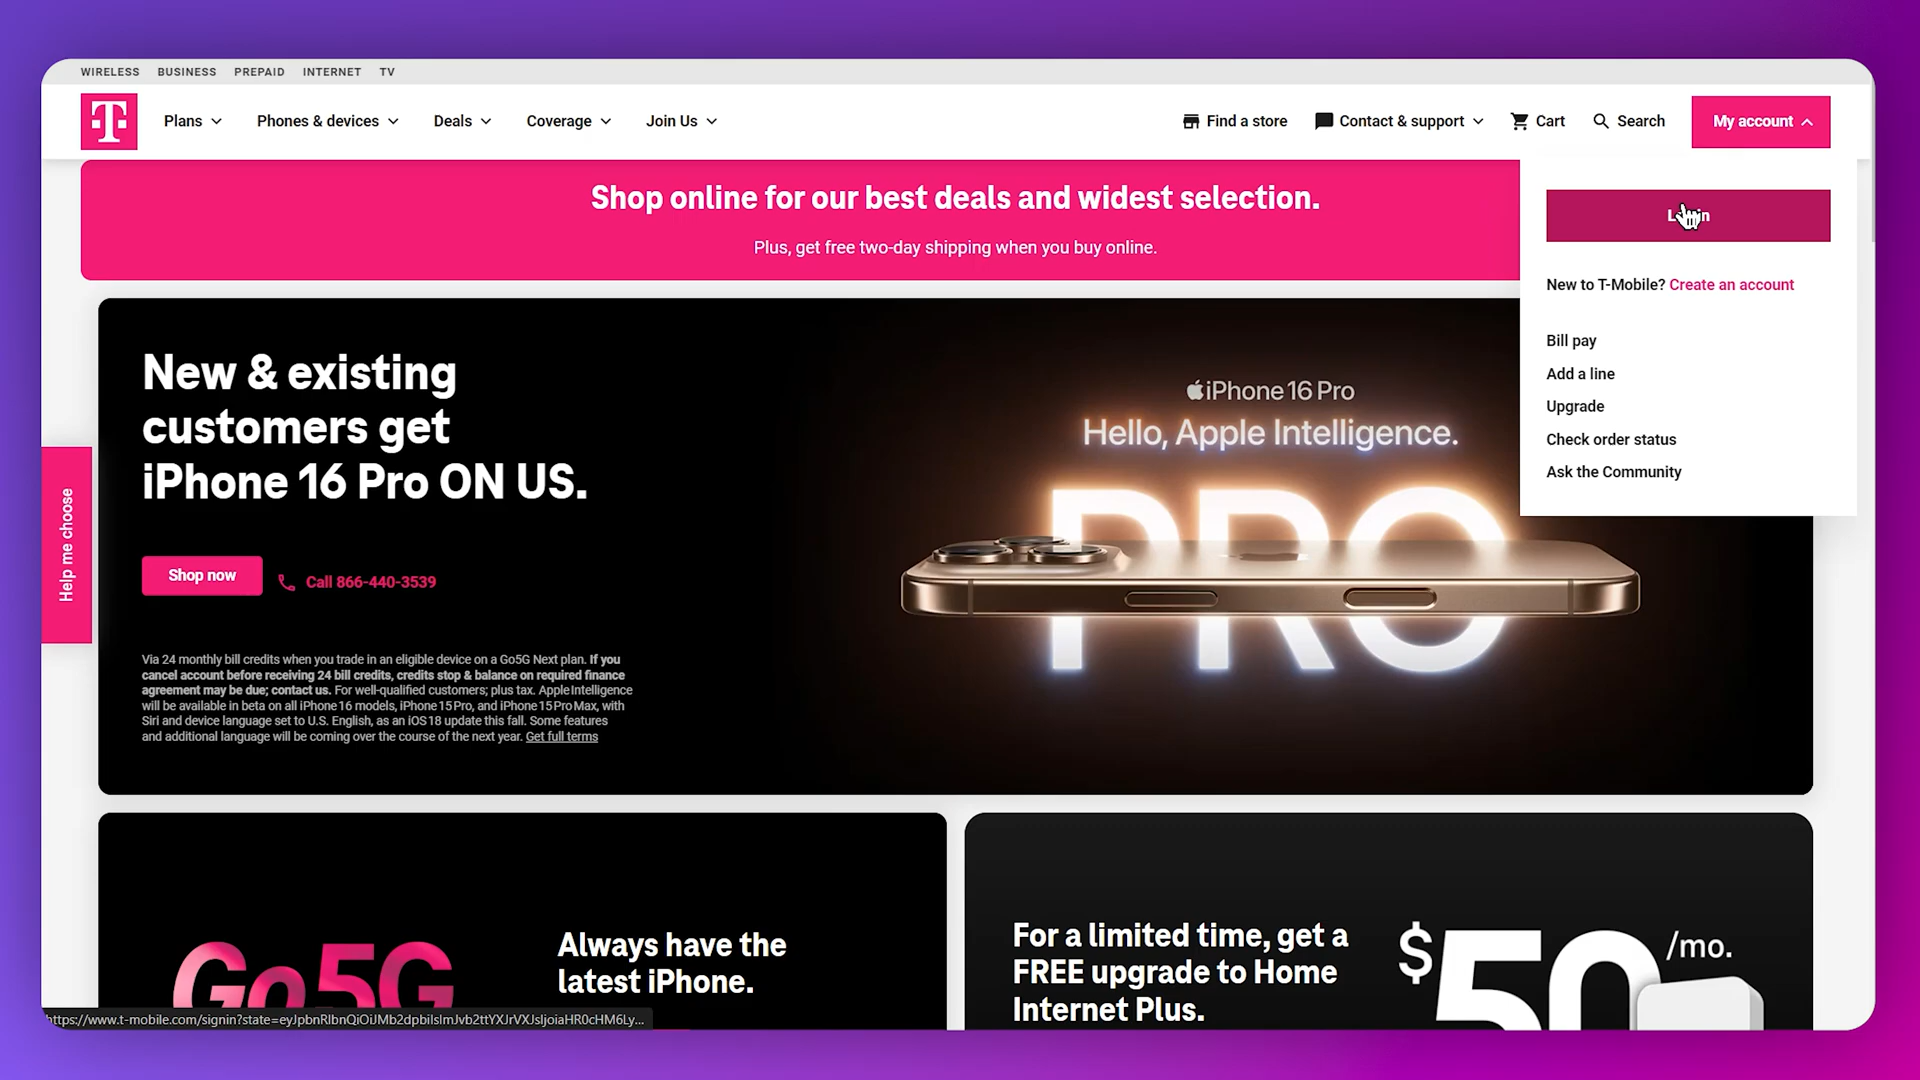 WIRELESS BUSINESS PREPAID INTERNET TV
T
Plans
Phones & devices
Deals
Coverage
Join Us
Find a store
Contact & support
Cart
Search
My account
Shop online for our best deals and widest selection.
Plus, get free two-day shipping when you buy online.
New to T-Mobile? Create an account
Bill pay
Add a line
Upgrade
Check order status
Ask the Community
New & existing
customers get
iPhone 16 Pro ON US.
Shop now
Call 866-440-3539
Via 24 monthly bill credits when you trade in an eligible device on a Go5G Next plan. If you
cancel account before receiving 24 bill credits, credits stop & balance on required finance
agreement may be due; contact us. For well-qualified customers; plus tax. Apple Intelligence
will be available in beta on all iPhone 16 models, iPhone 15 Pro, and iPhone 15 Pro Max, with
Siri and device language set to U.S. English, as an iOS 18 update this fall. Some features
and additional language will be coming over the course of the next year. Get full terms
iPhone 16 Pro
Hello, Apple Intelligence.
PRO
Help me choose
Go5G
Always have the
latest iPhone.
For a limited time, get a
FREE upgrade to Home
Internet Plus.
$50/mo.